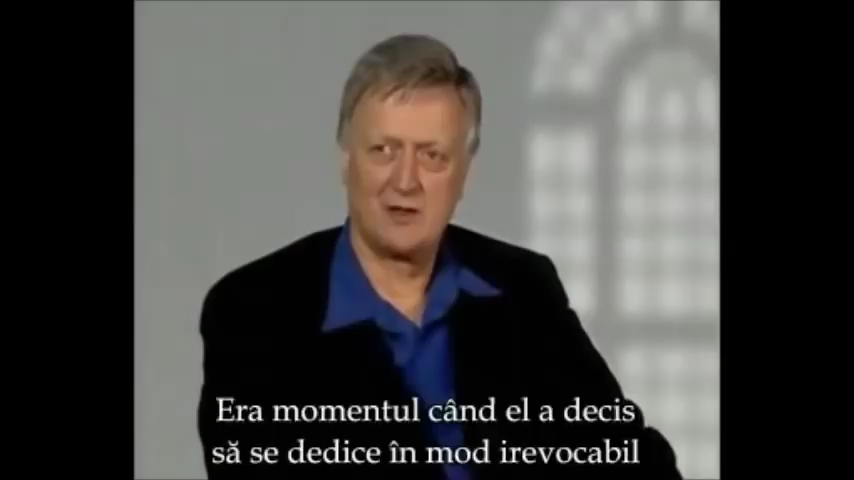 Era momentul când el a decis
să se dedice în mod irevocabil